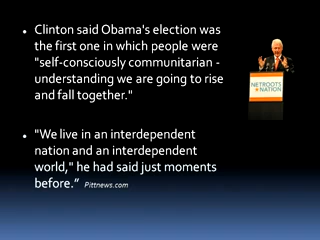 Clinton said Obama's election was
the first one in which people were
"self-consciously communitarian -
understanding we are going to rise
and fall together."
"We live in an interdependent
nation and an interdependent
world," he had said just moments
before." Pittnews.com
NETROOTS
NATION